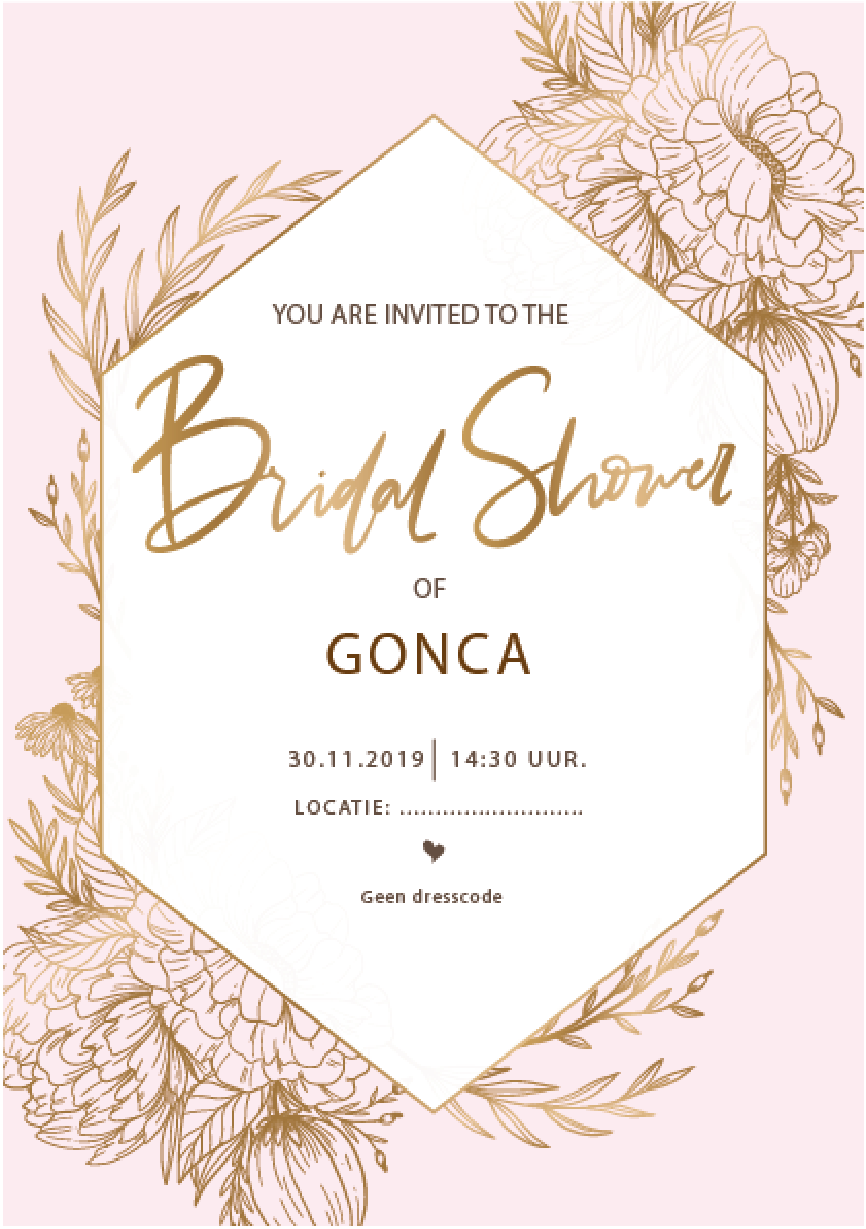 YOU ARE INVITED TO THE
Bridal Shower
OF
GONCA
30.11.2019 | 14:30 UUR.
LOCATIE: ..........................
Geen dresscode